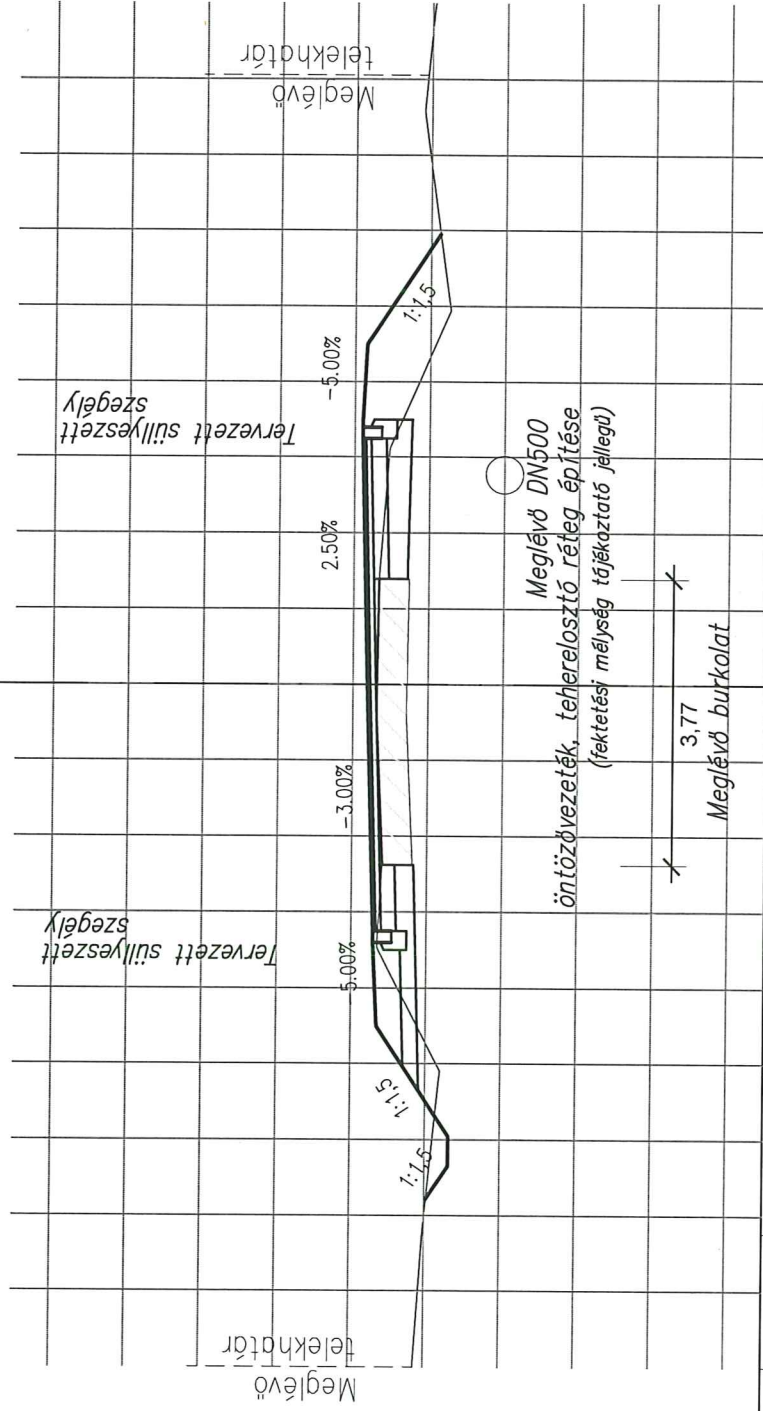 Meglévő
telekhatár
Meglévő
telekhatár
Tervezett süllyesztett
szegély
Tervezett süllyesztett
szegély
1:1,5
1:1,5
-5.00%
-3.00%
2.50%
-5.00%
1:1,5
Meglévő DN500
öntözővezeték, teherelosztó réteg építése
(fektetési mélység tájékoztató jellegű)
3,77
Meglévő burkolat